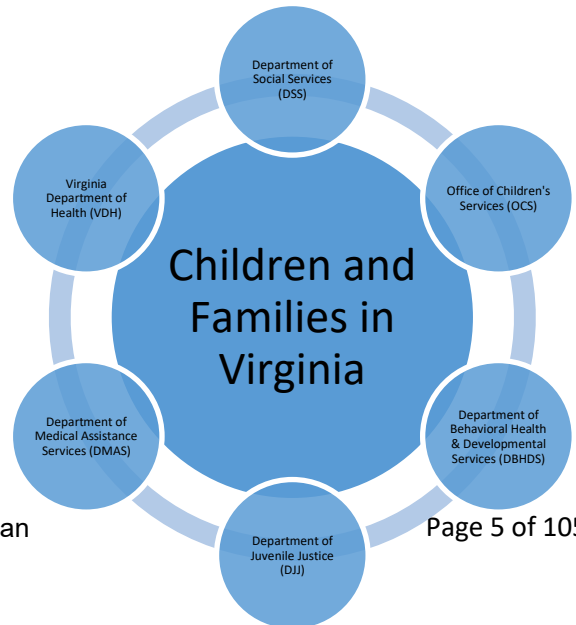 Department of
Social Services
(DSS)
Virginia
Department of
Health (VDH)
Office of Children's
Services (OCS)
Children and
Families in
Virginia
Department of
Medical Assistance
Services (DMAS)
Department of
Behavioral Health
& Developmental
Services (DBHDS)
an
Page 5 of 105
Department of
Juvenile Justice
(DJJ)